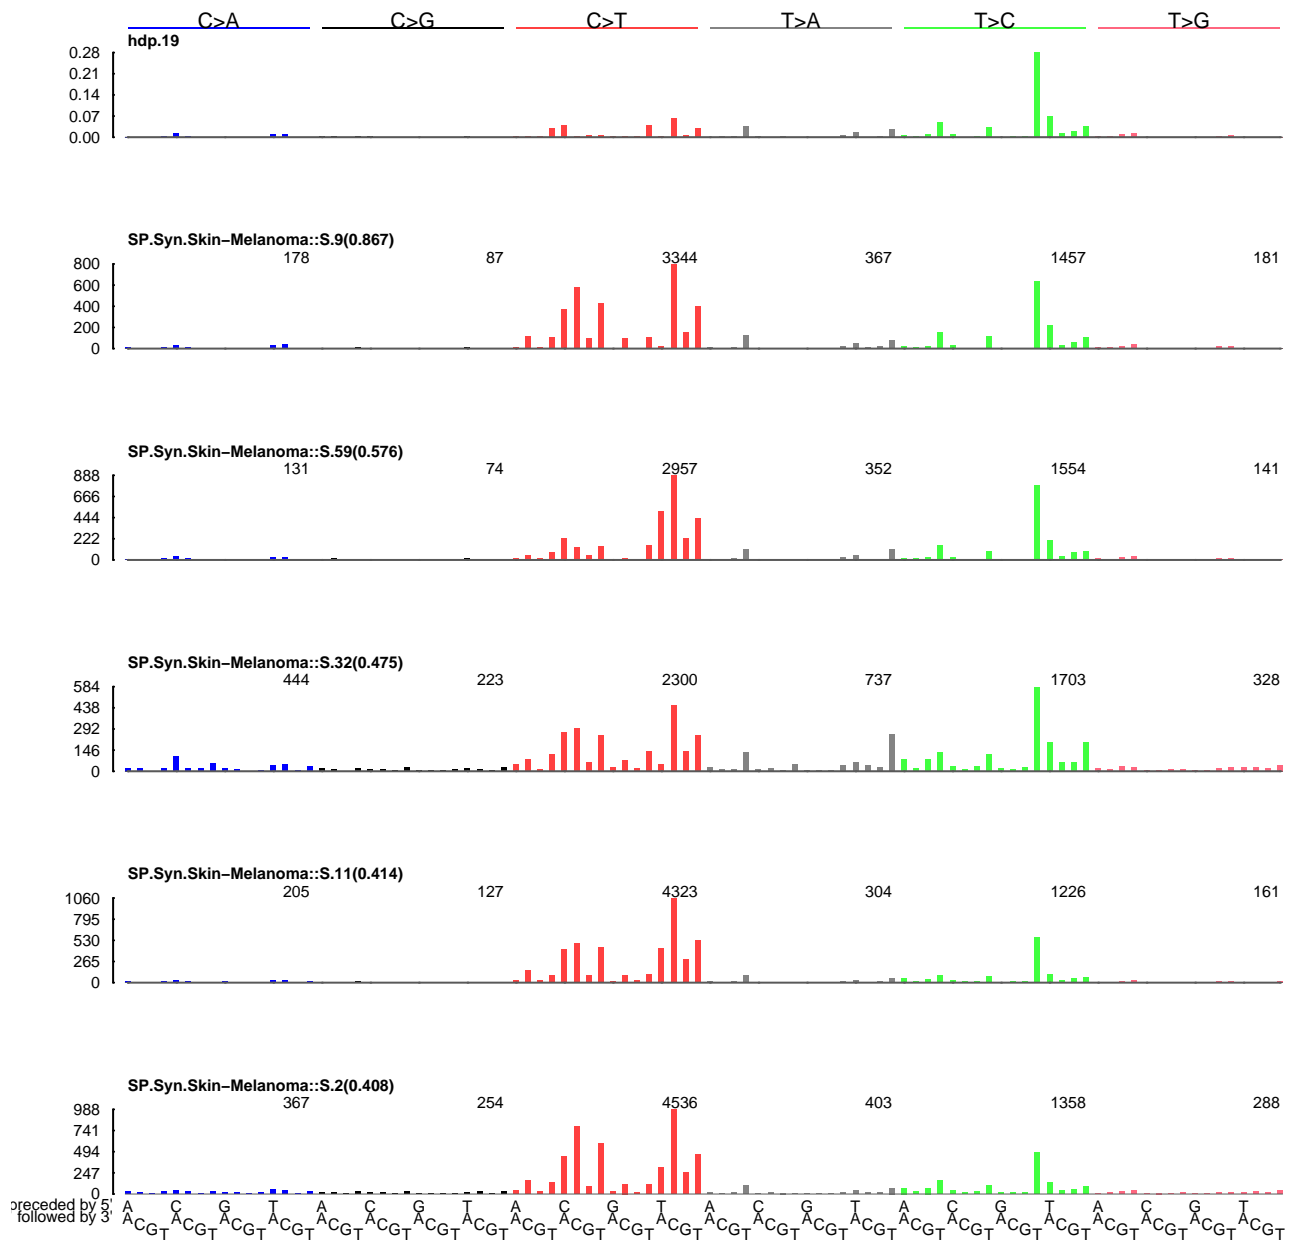 C>A C>G C>T T>A T>C T>G
hdp.19
0.28
0.21
0.14
0.07
0.00
SP.Syn.Skin−Melanoma::S.9(0.867)
178 87 3344 367 1457 181
800
600
400
200
0
SP.Syn.Skin−Melanoma::S.59(0.576)
131 74 2957 352 1554 141
888
666
444
222
0
SP.Syn.Skin−Melanoma::S.32(0.475)
444 223 2300 737 1703 328
584
438
292
146
0
SP.Syn.Skin−Melanoma::S.11(0.414)
205 127 4323 304 1226 161
1060
795
530
265
0
SP.Syn.Skin−Melanoma::S.2(0.408)
367 254 4536 403 1358 288
988
741
494
247
0
preceded by 5' A C G T A C G T A C G T A C G T A C G T A C G T
followed by 3' A C G T A C G T A C G T A C G T A C G T A C G T A C G T A C G T A C G T A C G T A C G T A C G T A C G T A C G T A C G T A C G T A C G T A C G T A C G T A C G T A C G T A C G T A C G T A C G T